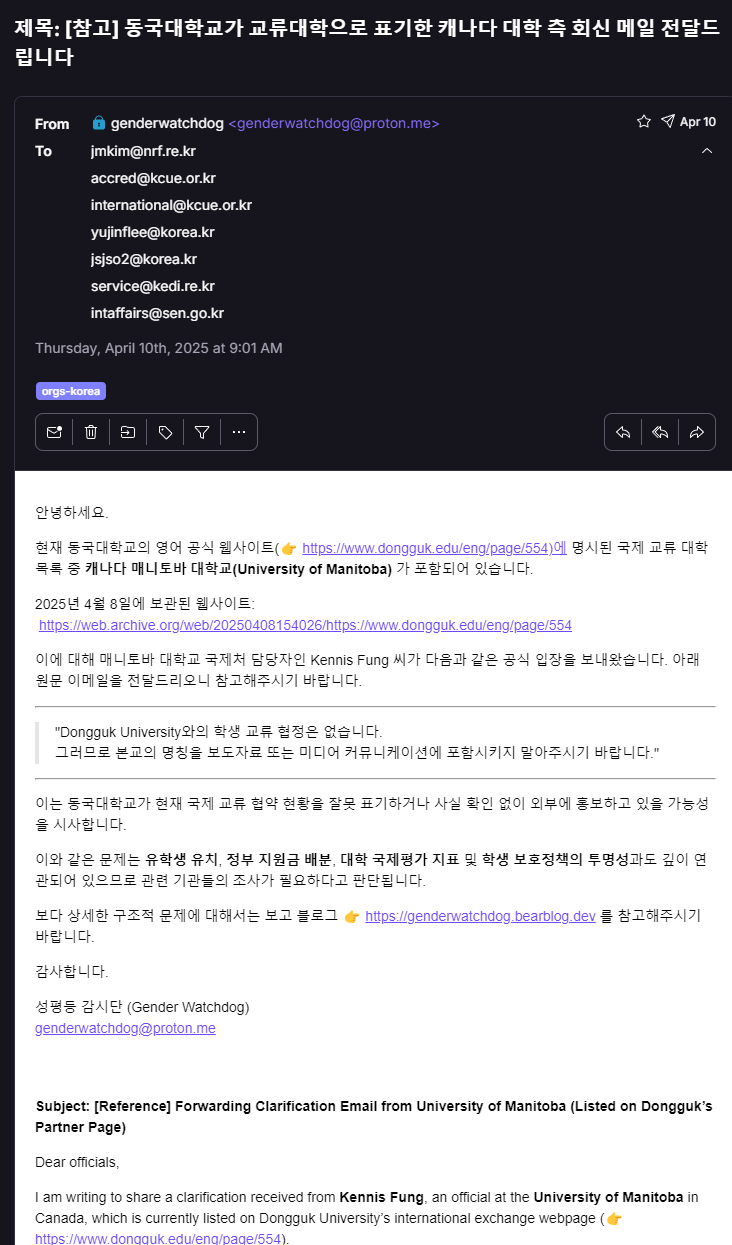 제목: [참고] 동국대학교가 교류대학으로 표기한 캐나다 대학 측 회신 메일 전달드
립니다
From genderwatchdog <genderwatchdog@proton.me> Apr 10
To jmkim@nrf.re.kr
accred@kcue.or.kr
international@kcue.or.kr
yujinflee@korea.kr
jsjso2@korea.kr
service@kedi.re.kr
intaffairs@sen.go.kr
Thursday, April 10th, 2025 at 9:01 AM
orgs-korea
안녕하세요.
현재 동국대학교의 영어 공식 웹사이트(👉 https://www.dongguk.edu/eng/page/554)에 명시된 국제 교류 대학
목록 중 캐나다 매니토바 대학교(University of Manitoba) 가 포함되어 있습니다.
2025년 4월 8일에 보관된 웹사이트:
https://web.archive.org/web/20250408154026/https://www.dongguk.edu/eng/page/554
이에 대해 매니토바 대학교 국제처 담당자인 Kennis Fung 씨가 다음과 같은 공식 입장을 보내왔습니다. 아래
원문 이메일을 전달드리오니 참고해주시기 바랍니다.
"Dongguk University와의 학생 교류 협정은 없습니다.
그러므로 본교의 명칭을 보도자료 또는 미디어 커뮤니케이션에 포함시키지 말아주시기 바랍니다."
이는 동국대학교가 현재 국제 교류 협약 현황을 잘못 표기하거나 사실 확인 없이 외부에 홍보하고 있을 가능성
을 시사합니다.
이와 같은 문제는 유학생 유치, 정부 지원금 배분, 대학 국제평가 지표 및 학생 보호정책의 투명성과도 깊이 연
관되어 있으므로 관련 기관들의 조사가 필요하다고 판단됩니다.
보다 상세한 구조적 문제에 대해서는 보고 블로그 👉 https://genderwatchdog.bearblog.dev 를 참고해주시기
바랍니다.
감사합니다.
성평등 감시단 (Gender Watchdog)
genderwatchdog@proton.me
Subject: [Reference] Forwarding Clarification Email from University of Manitoba (Listed on Dongguk’s
Partner Page)
Dear officials,
I am writing to share a clarification received from Kennis Fung, an official at the University of Manitoba in
Canada, which is currently listed on Dongguk University’s international exchange webpage (👉
https://www.dongguk.edu/eng/page/554).